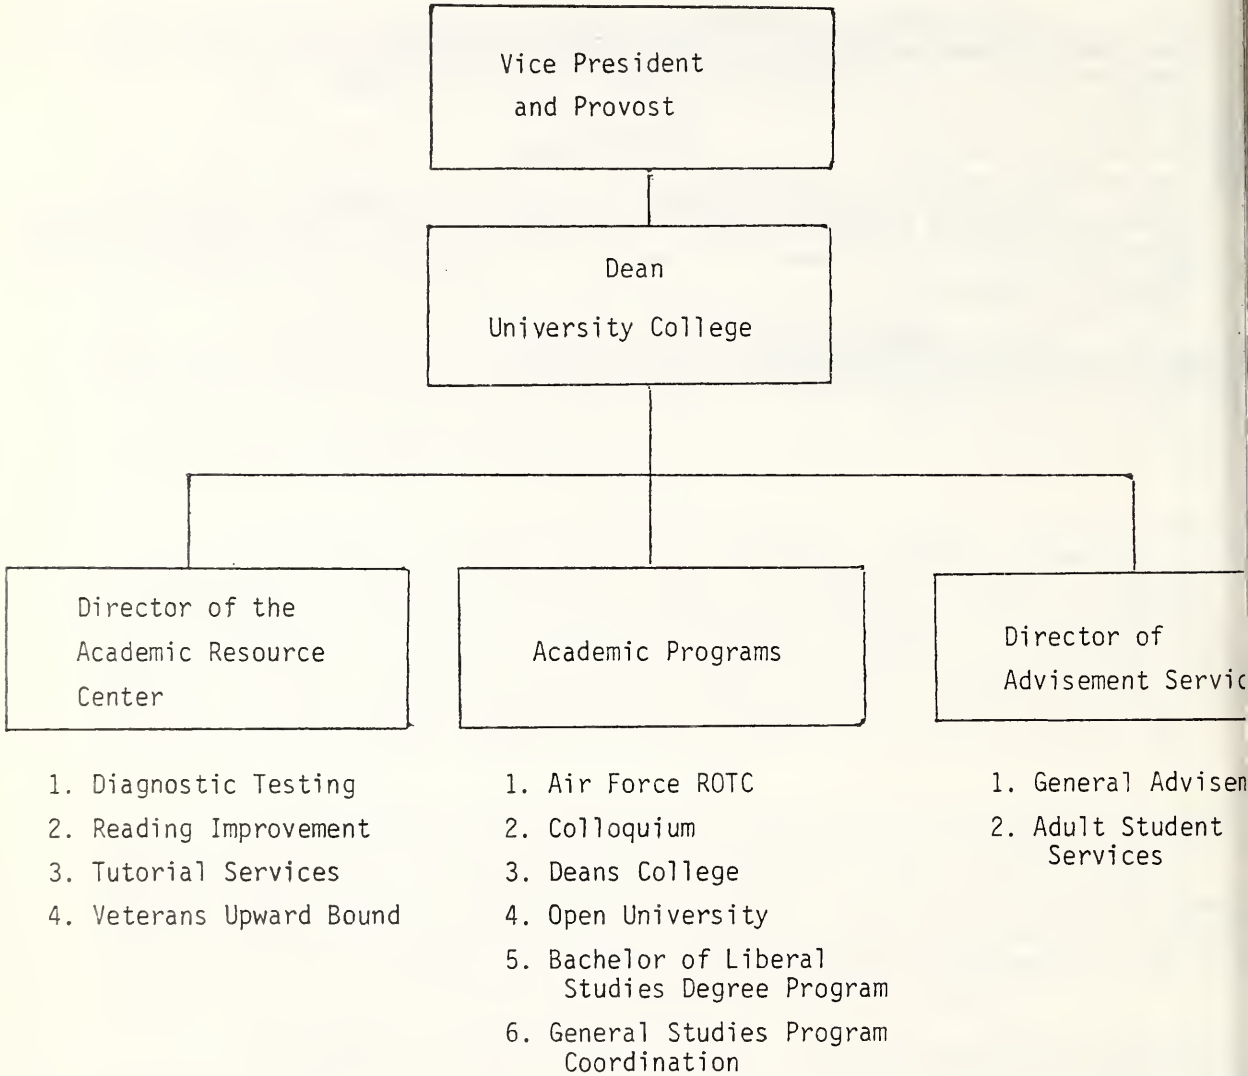 Vice President
and Provost
Dean
University College
Director of the
Academic Resource
Center
Academic Programs
Director of
Advisement
1. Diagnostic Testing
2. Reading Improvement
3. Tutorial Services
4. Veterans Upward Bound
1. Air Force ROTC
2. Colloquium
3. Deans College
4. Open University
5. Bachelor of Liberal
Studies Degree Program
6. General Studies Program
Coordination
1. General
2. Adult Student
Services